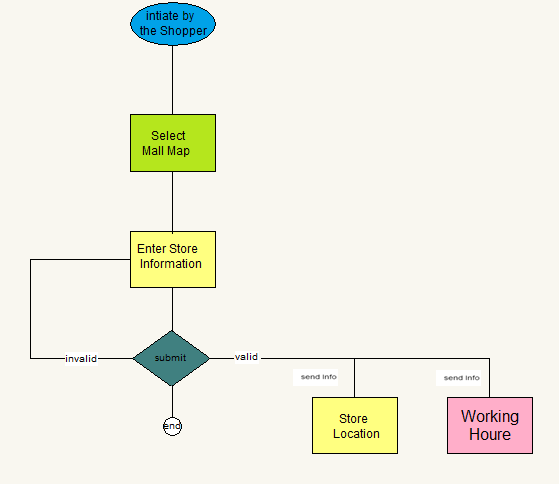 intiate by
the Shopper
Select
Mall Map
Enter Store
Information
submit
invalid
valid
send info
send info
end
Store
Location
Working
Houre